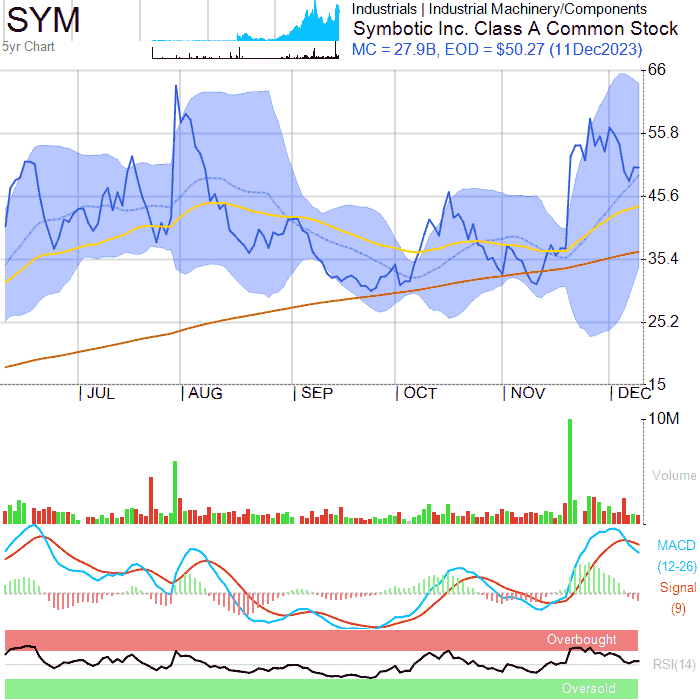 SYM
5yr Chart
Industrials | Industrial Machinery/Components
Symbotic Inc. Class A Common Stock
MC = 27.9B, EOD = $50.27 (11Dec2023)
66
55.8
45.6
35.4
25.2
15
JUL AUG SEP OCT NOV DEC
10M
Volume
MACD
(12-26)
Signal
(9)
Overbought
RSI(14)
Oversold